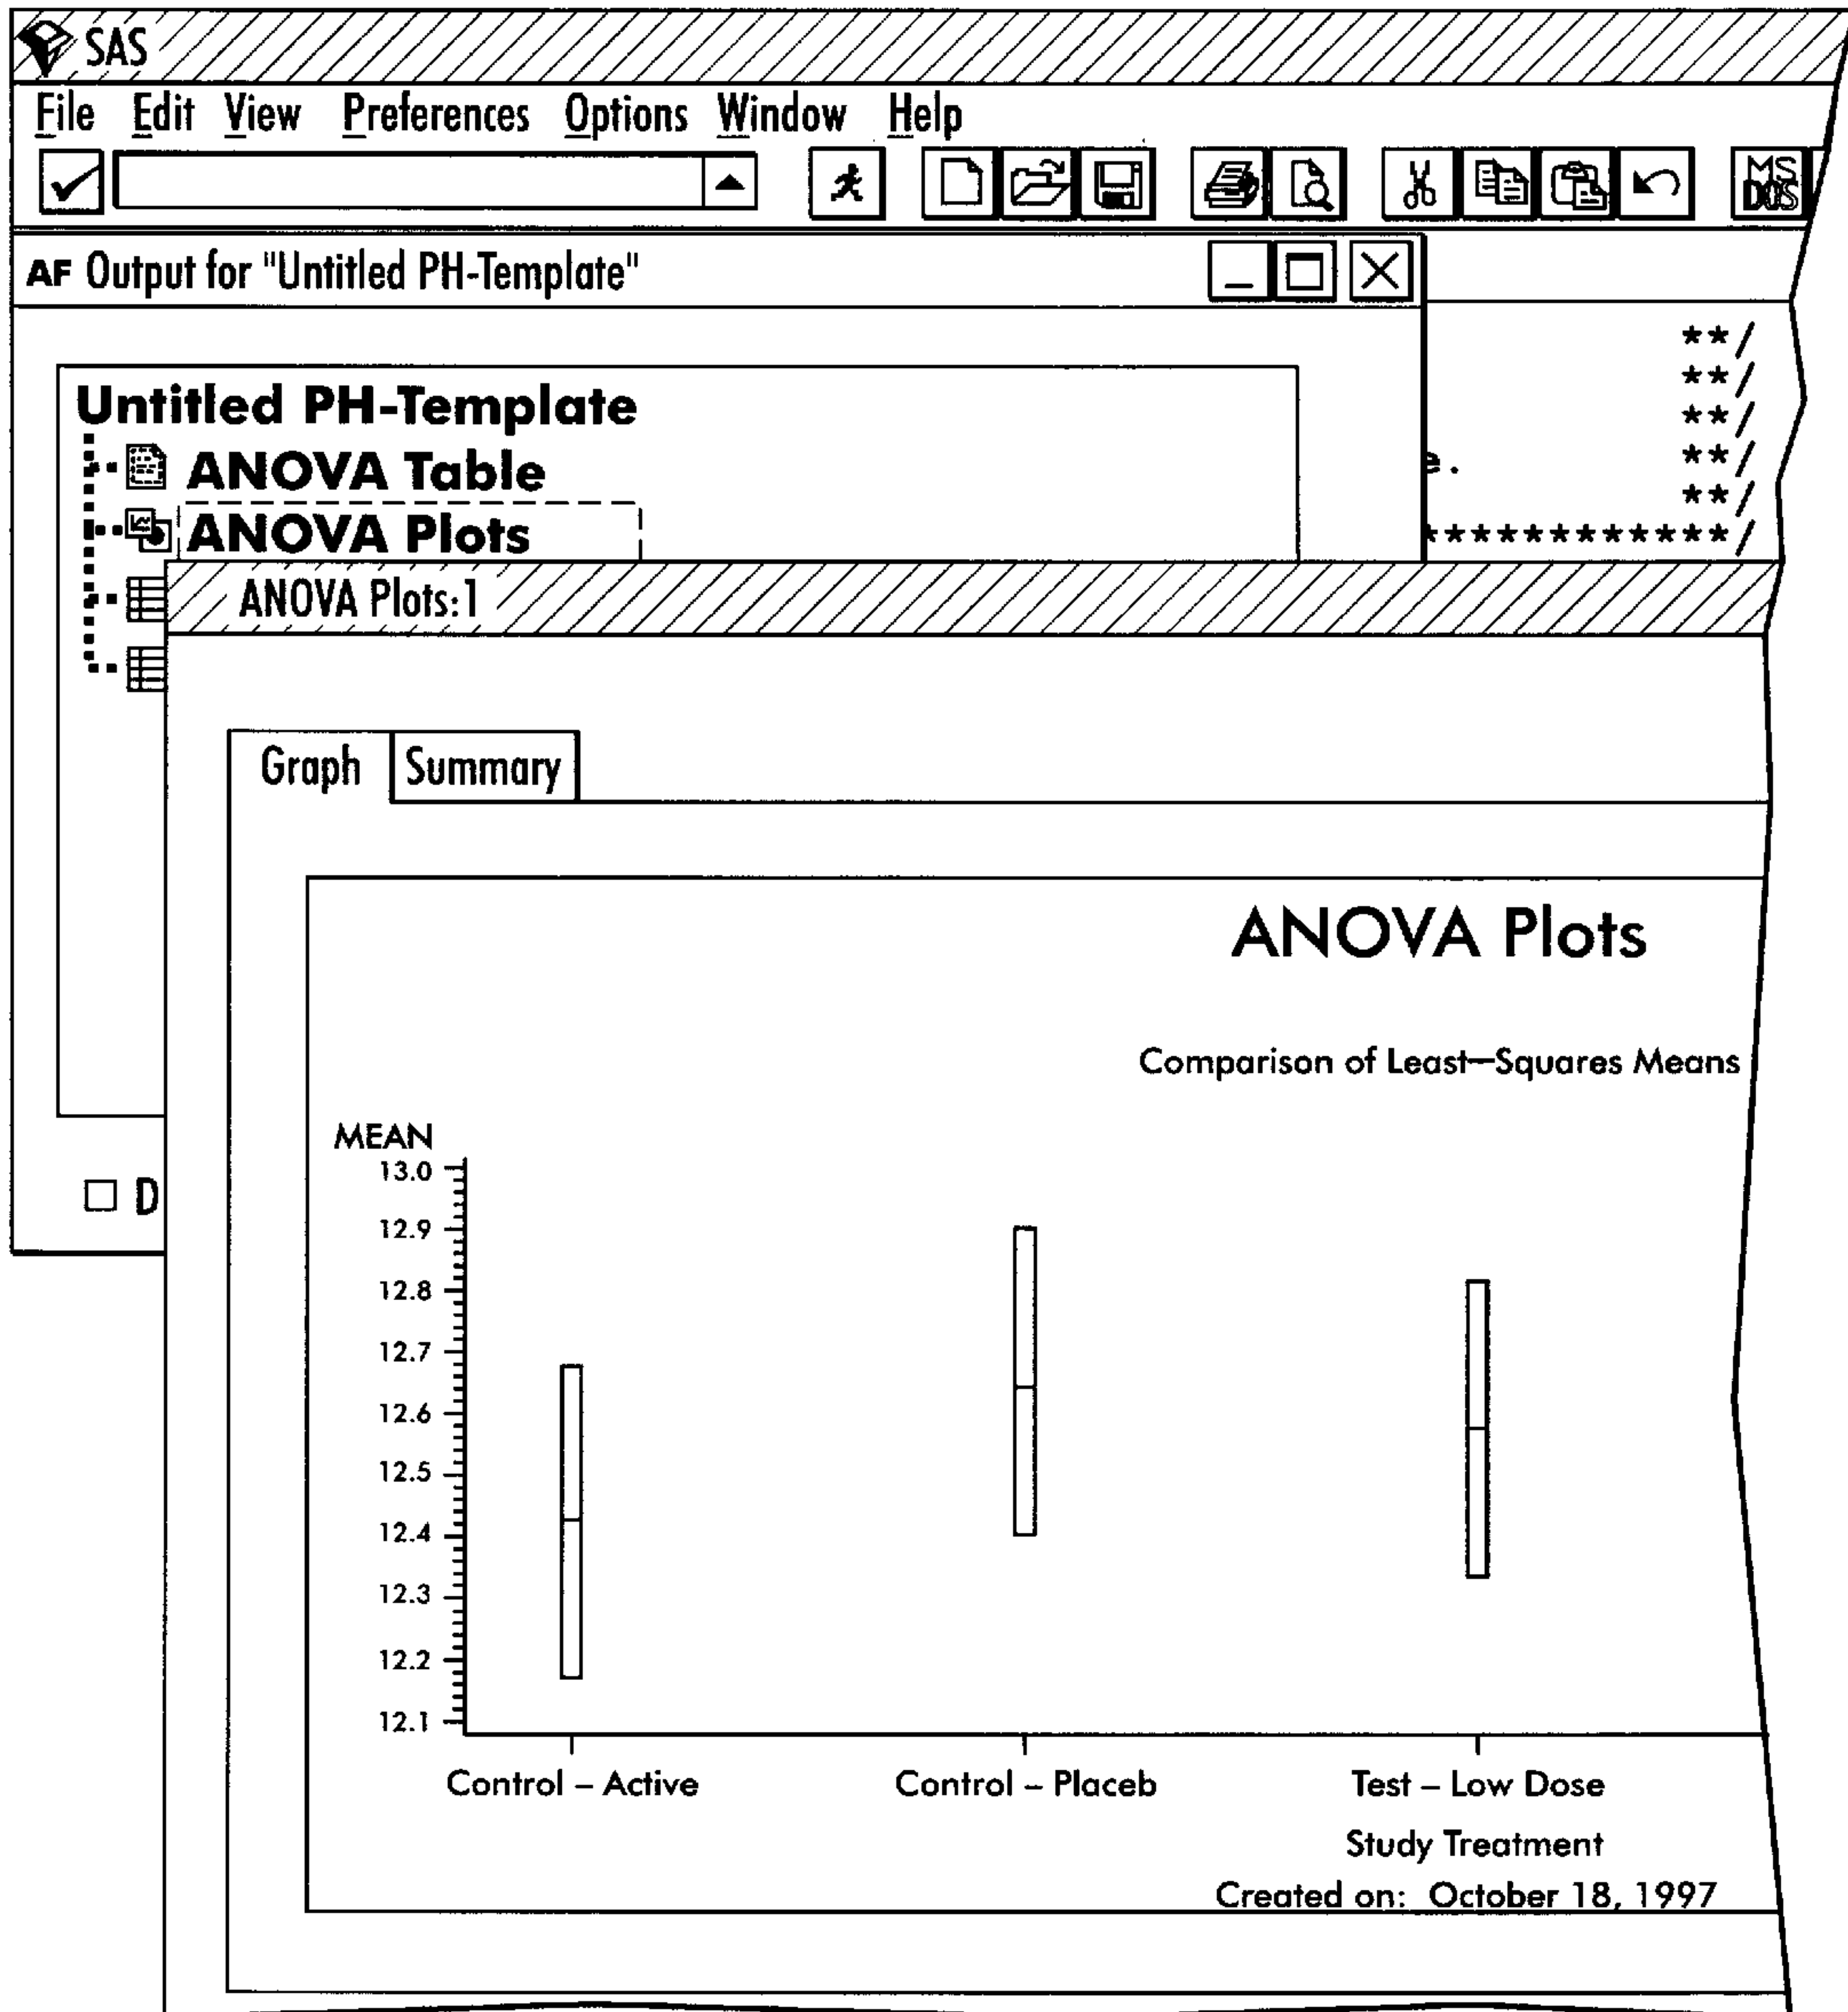 SAS
File Edit View Preferences Options Window Help
MS
DOS
AF Output for "Untitled PH-Template"
**/
**/
**/
Untitled PH-Template
ANOVA Table
e. **/
**/
ANOVA Plots
************/
ANOVA Plots:1
Graph Summary
ANOVA Plots
Comparison of Least—Squares Means
MEAN
13.0
12.9
D
12.8
12.7
12.6
12.5
12.4
12.3
12.2
12.1
Control – Active Control – Placeb Test – Low Dose
Study Treatment
Created on: October 18, 1997